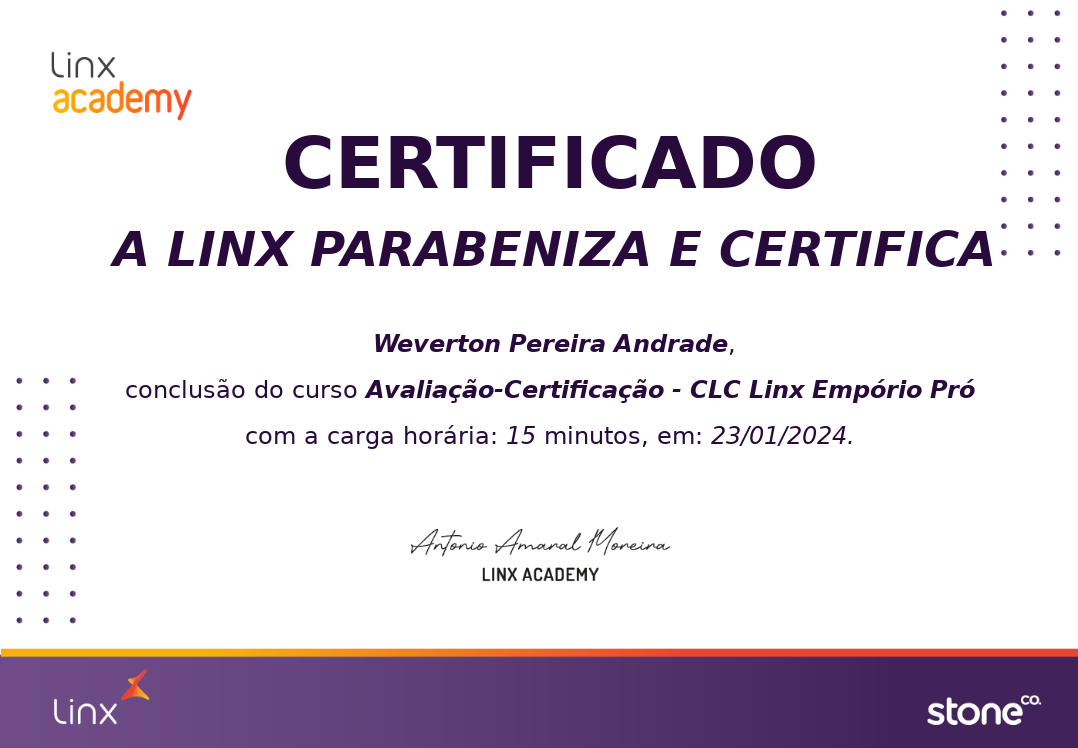 Linx
academy
CERTIFICADO
A LINX PARABENIZA E CERTIFICA
Weverton Pereira Andrade,
conclusão do curso Avaliação-Certificação - CLC Linx Empório Pró
com a carga horária: 15 minutos, em: 23/01/2024.
Antonio Amaral Moreira
LINX ACADEMY
Linx
stone co.